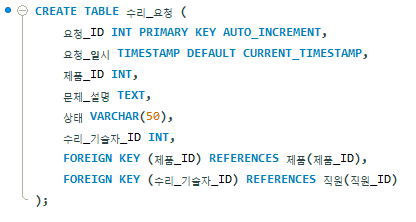 CREATE TABLE 수리_요청 (
요청_ID INT PRIMARY KEY AUTO_INCREMENT,
요청_일시 TIMESTAMP DEFAULT CURRENT_TIMESTAMP,
제품_ID INT,
문제_설명 TEXT,
상태 VARCHAR(50),
수리_기술자_ID INT,
FOREIGN KEY (제품_ID) REFERENCES 제품(제품_ID),
FOREIGN KEY (수리_기술자_ID) REFERENCES 직원(직원_ID)
);